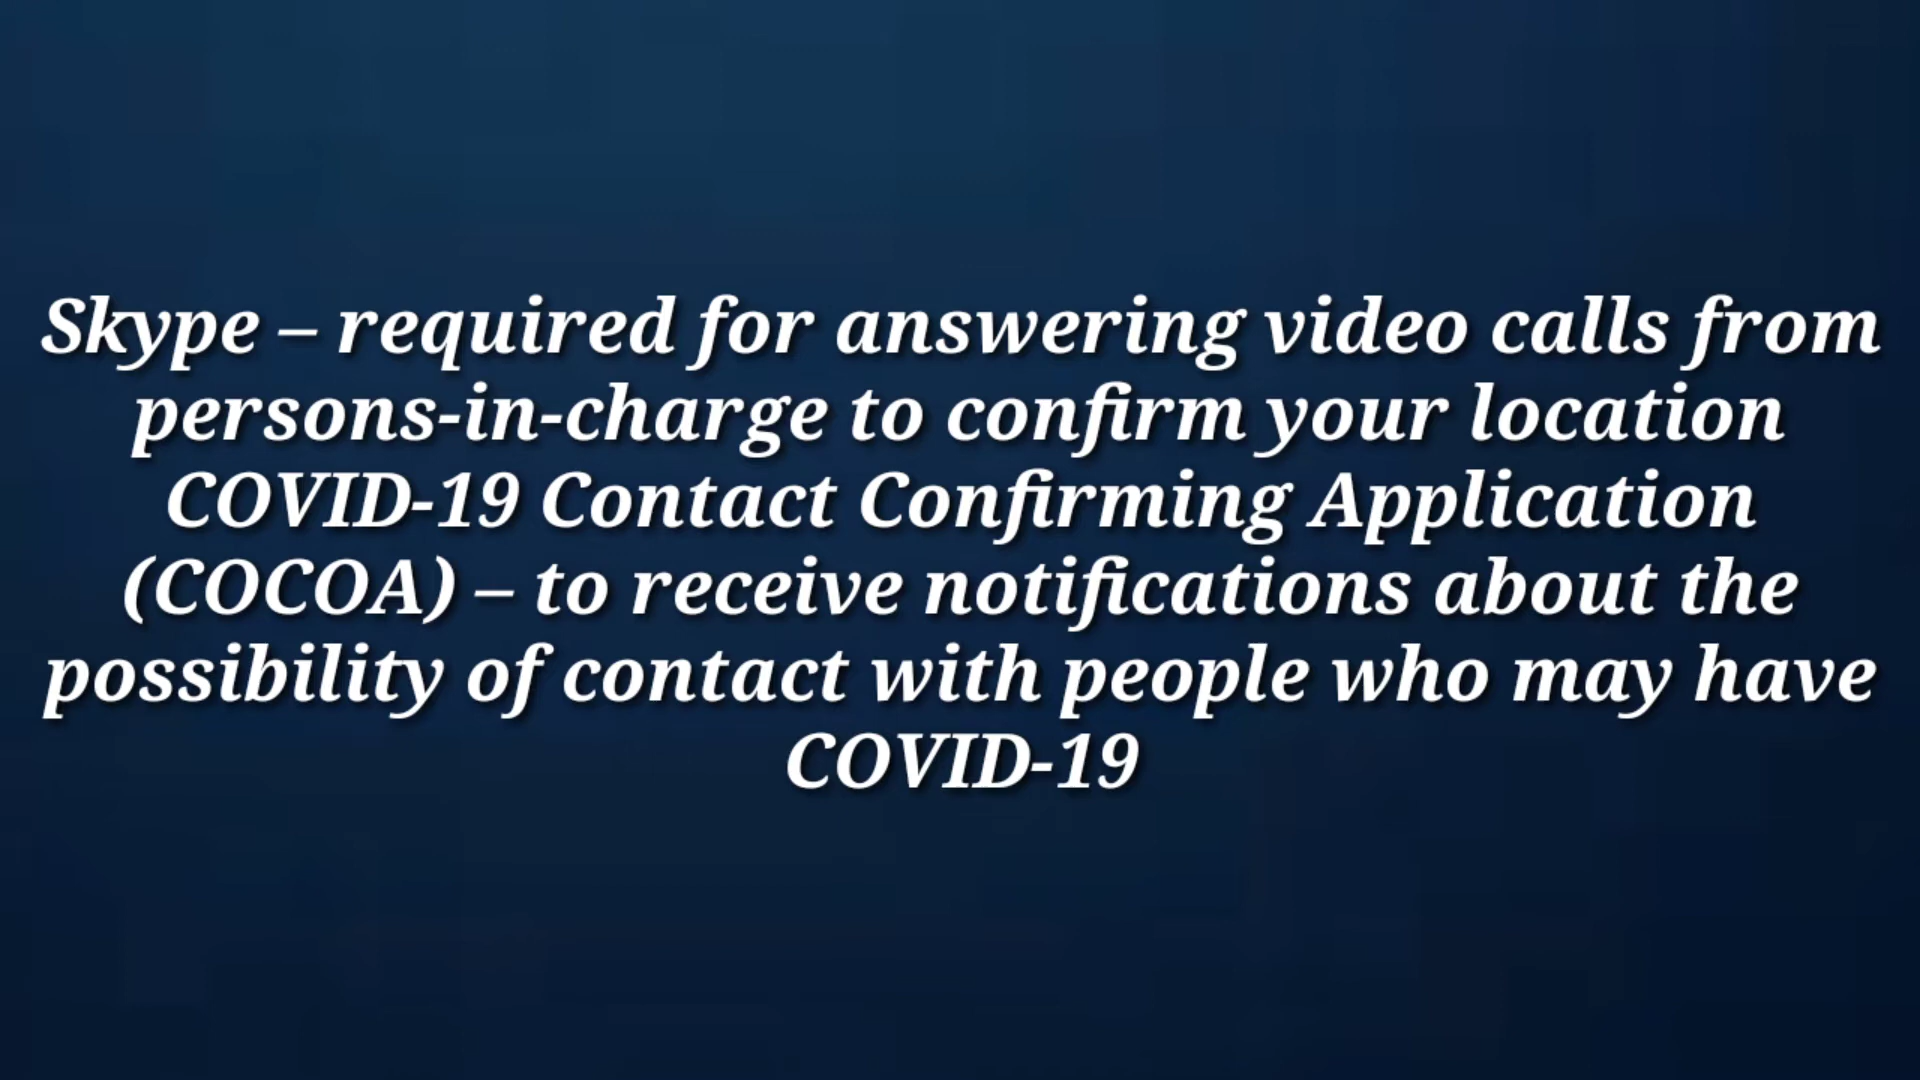 Skype – required for answering video calls from
persons-in-charge to confirm your location
COVID-19 Contact Confirming Application
(COCOA) – to receive notifications about the
possibility of contact with people who may have
COVID-19